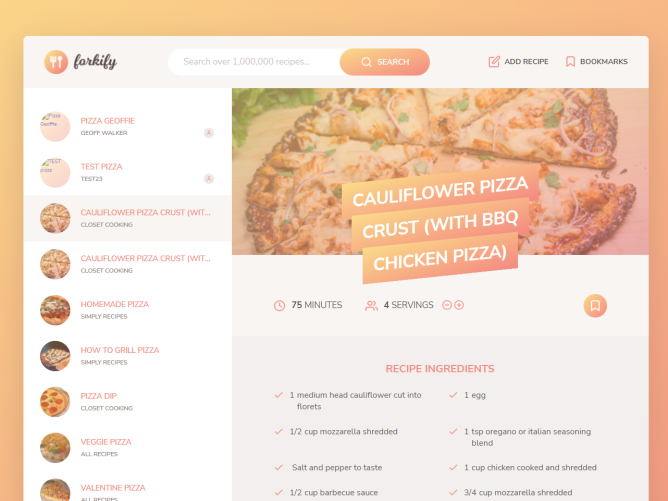 forkify
Search over 1,000,000 recipes...
SEARCH
ADD RECIPE
BOOKMARKS
Pizza
Geoffie
PIZZA GEOFFIE
GEOFF WALKER
TEST
pizza
TEST PIZZA
TEST23
CAULIFLOWER PIZZA CRUST (WIT...
CLOSET COOKING
CAULIFLOWER PIZZA CRUST (WIT...
CLOSET COOKING
HOMEMADE PIZZA
SIMPLY RECIPES
HOW TO GRILL PIZZA
SIMPLY RECIPES
PIZZA DIP
CLOSET COOKING
VEGGIE PIZZA
ALL RECIPES
VALENTINE PIZZA
ALL RECIPES
CAULIFLOWER PIZZA
CRUST (WITH BBQ
CHICKEN PIZZA)
75 MINUTES
4 SERVINGS
RECIPE INGREDIENTS
1 medium head cauliflower cut into
florets
1 egg
1/2 cup mozzarella shredded
1 tsp oregano or italian seasoning
blend
Salt and pepper to taste
1 cup chicken cooked and shredded
1/2 cup barbecue sauce
3/4 cup mozzarella shredded